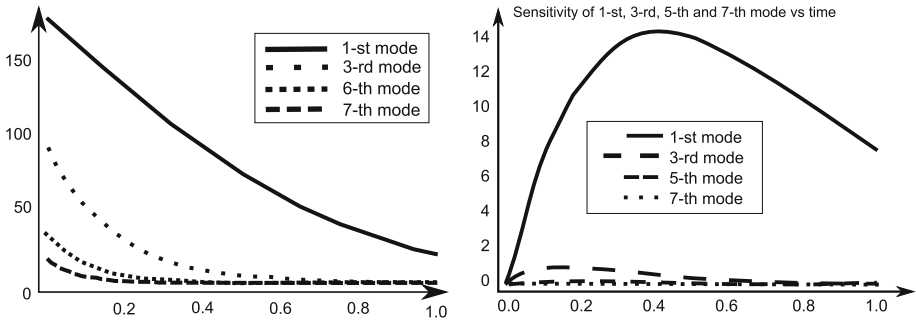 150
100
50
0
0.2 0.4 0.6 0.8 1.0
1-st mode
3-rd mode
6-th mode
7-th mode
Sensitivity of 1-st, 3-rd, 5-th and 7-th mode vs time
14
12
10
8
6
4
2
0
0.0 0.2 0.4 0.6 0.8 1.0
1-st mode
3-rd mode
5-th mode
7-th mode